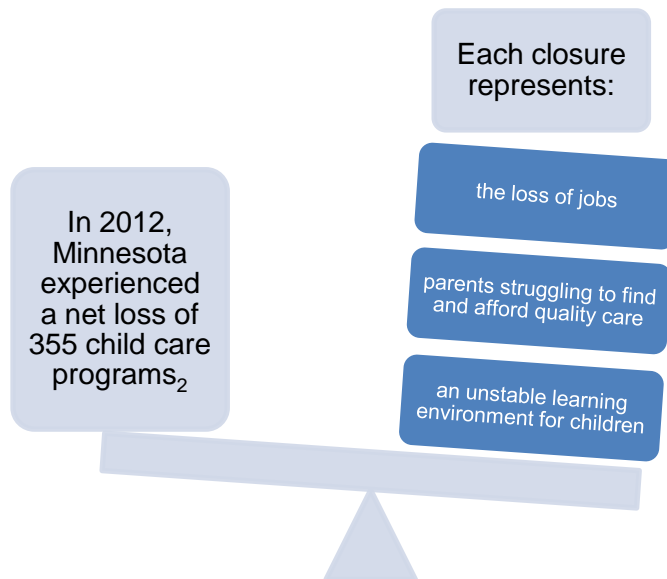 In 2012,
Minnesota
experienced
a net loss of
355 child care
programs₂
Each closure
represents:
the loss of jobs
parents struggling to find
and afford quality care
an unstable learning
environment for children